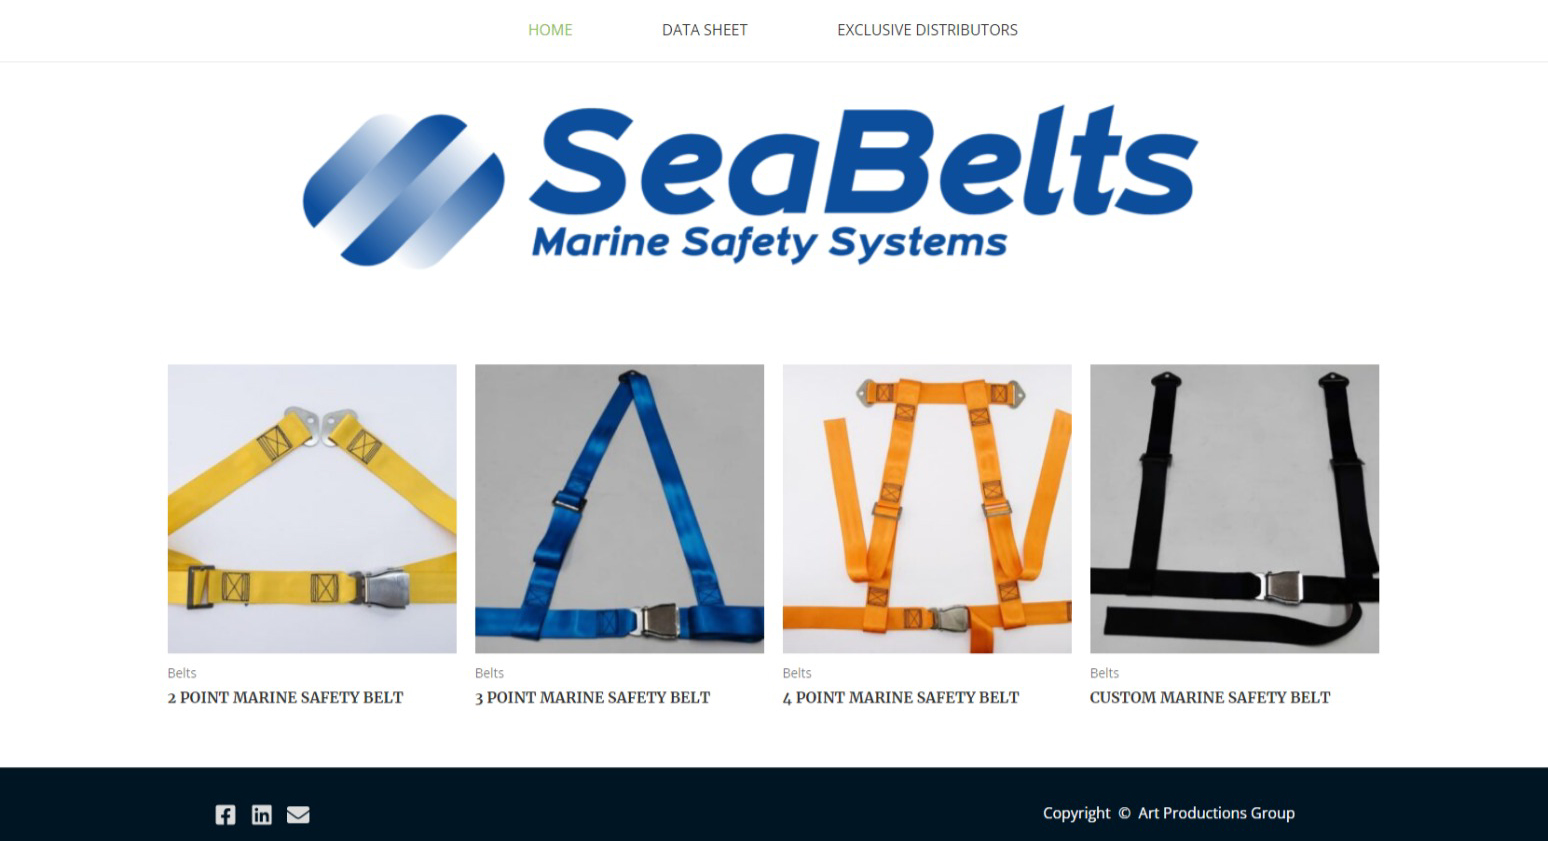 HOME DATA SHEET EXCLUSIVE DISTRIBUTORS
SeaBelts
Marine Safety Systems
Belts
2 POINT MARINE SAFETY BELT
Belts
3 POINT MARINE SAFETY BELT
Belts
4 POINT MARINE SAFETY BELT
Belts
CUSTOM MARINE SAFETY BELT
Copyright © Art Productions Group